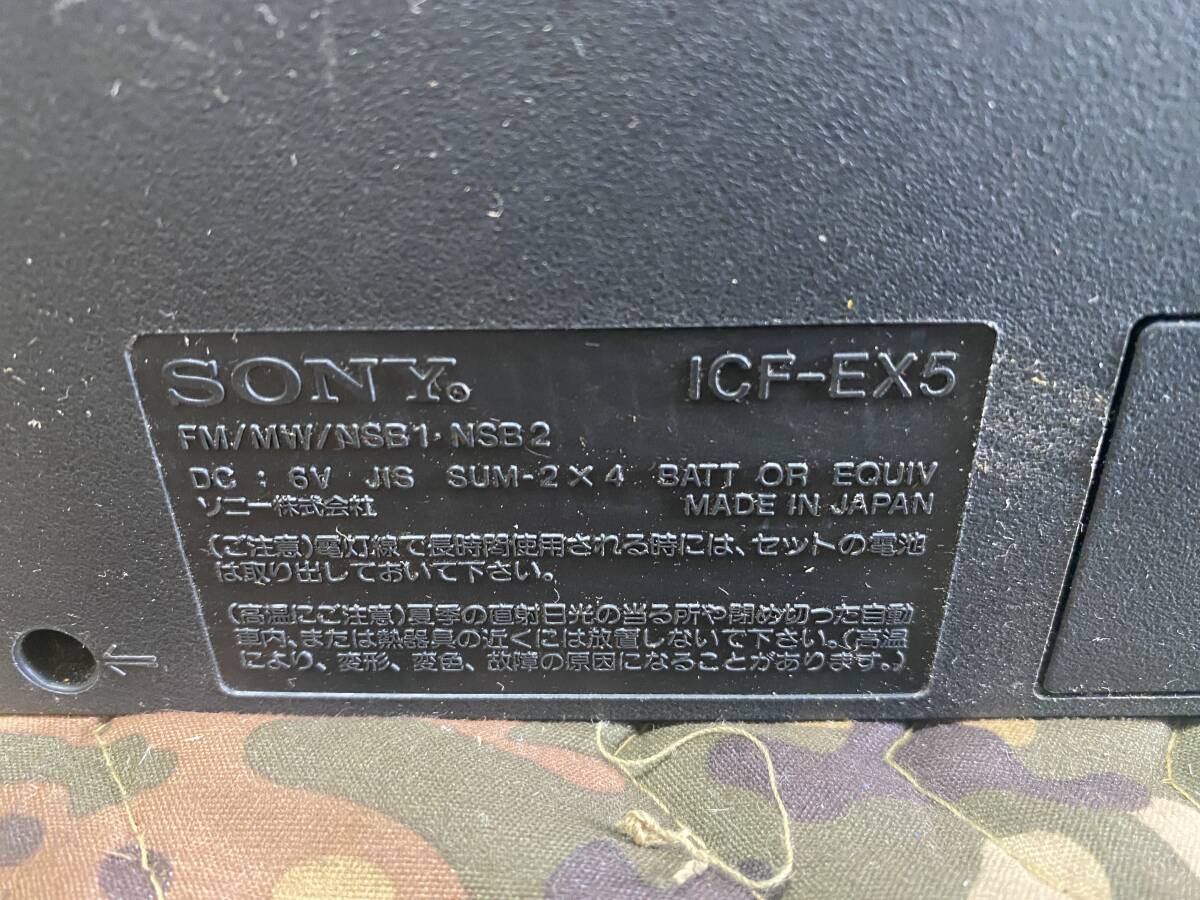 SONY®
ICF-EX5
FM/MW/NSB1·NSB2
DC : 6V JIS SUM-2×4 BATT OR EQUIV
ソニー株式会社 MADE IN JAPAN
(ご注意)電灯線で長時間使用される時には、セットの電池
は取り出しておいて下さい。
(高温にご注意)夏季の直射日光の当る所や閉め切った自動
車内、または熱器具の近くには放置しないで下さい。(高温
により、変形、変色、故障の原因になることがあります。)